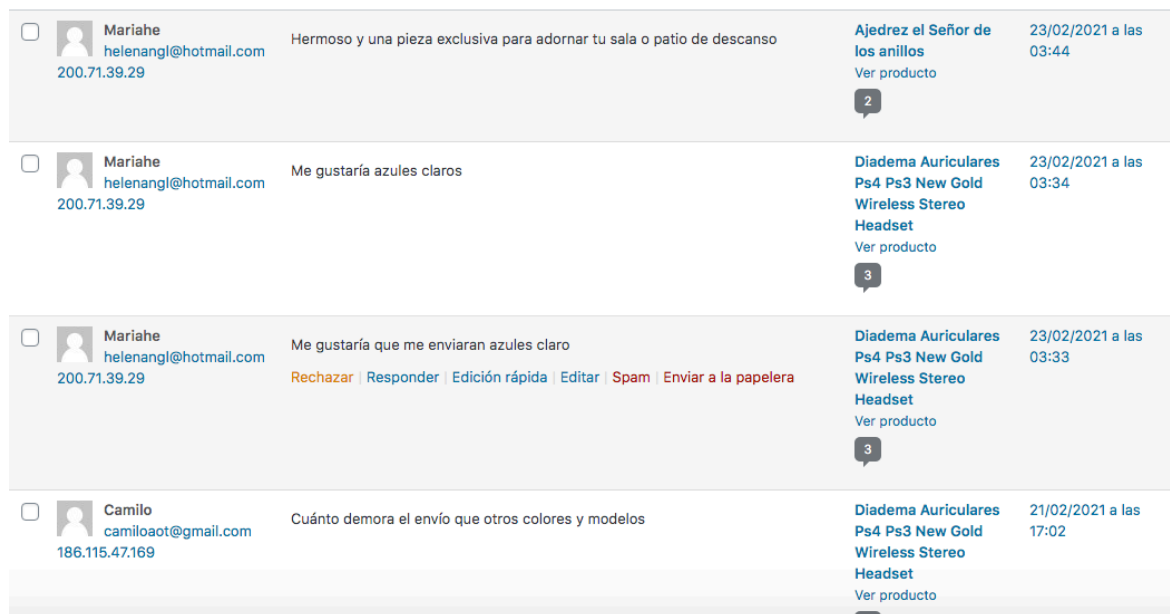 Mariahe
helenangl@hotmail.com
200.71.39.29
Hermoso y una pieza exclusiva para adornar tu sala o patio de descanso
Ajedrez el Señor de
los anillos
Ver producto
2
23/02/2021 a las
03:44
Mariahe
helenangl@hotmail.com
200.71.39.29
Me gustaría azules claros
Diadema Auriculares
Ps4 Ps3 New Gold
Wireless Stereo
Headset
Ver producto
3
23/02/2021 a las
03:34
Mariahe
helenangl@hotmail.com
200.71.39.29
Me gustaría que me enviaran azules claro
Rechazar | Responder | Edición rápida | Editar | Spam | Enviar a la papelera
Diadema Auriculares
Ps4 Ps3 New Gold
Wireless Stereo
Headset
Ver producto
3
23/02/2021 a las
03:33
Camilo
camiloaot@gmail.com
186.115.47.169
Cuánto demora el envío que otros colores y modelos
Diadema Auriculares
Ps4 Ps3 New Gold
Wireless Stereo
Headset
Ver producto
21/02/2021 a las
17:02